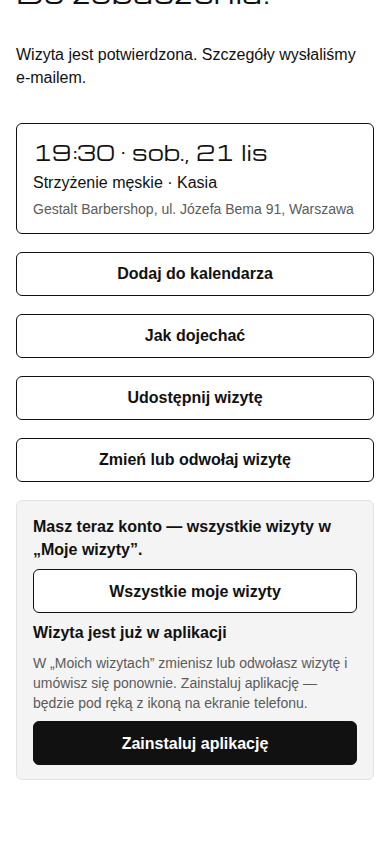 Do zobaczenia!
Wizyta jest potwierdzona. Szczegóły wysłaliśmy
e-mailem.
19:30 · sob., 21 lis
Strzyżenie męskie · Kasia
Gestalt Barbershop, ul. Józefa Bema 91, Warszawa
Dodaj do kalendarza
Jak dojechać
Udostępnij wizytę
Zmień lub odwołaj wizytę
Masz teraz konto — wszystkie wizyty w
„Moje wizyty”.
Wszystkie moje wizyty
Wizyta jest już w aplikacji
W „Moich wizytach” zmienisz lub odwołasz wizytę i
umówisz się ponownie. Zainstaluj aplikację —
będzie pod ręką z ikoną na ekranie telefonu.
Zainstaluj aplikację